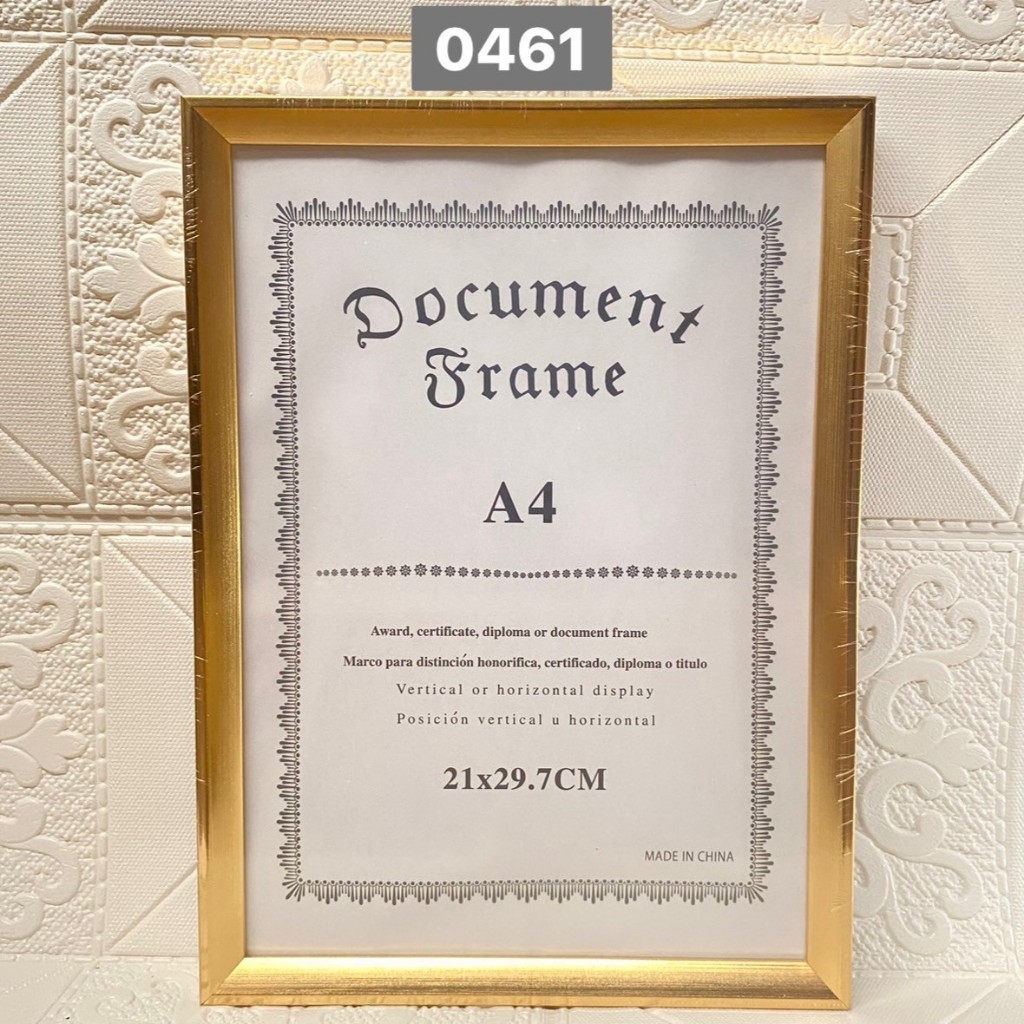 0461
Document
Frame
A4
Award, certificate, diploma or document frame
Marco para distinción honorifica, certificado, diploma o titulo
Vertical or horizontal display
Posición vertical u horizontal
21x29.7CM
MADE IN CHINA